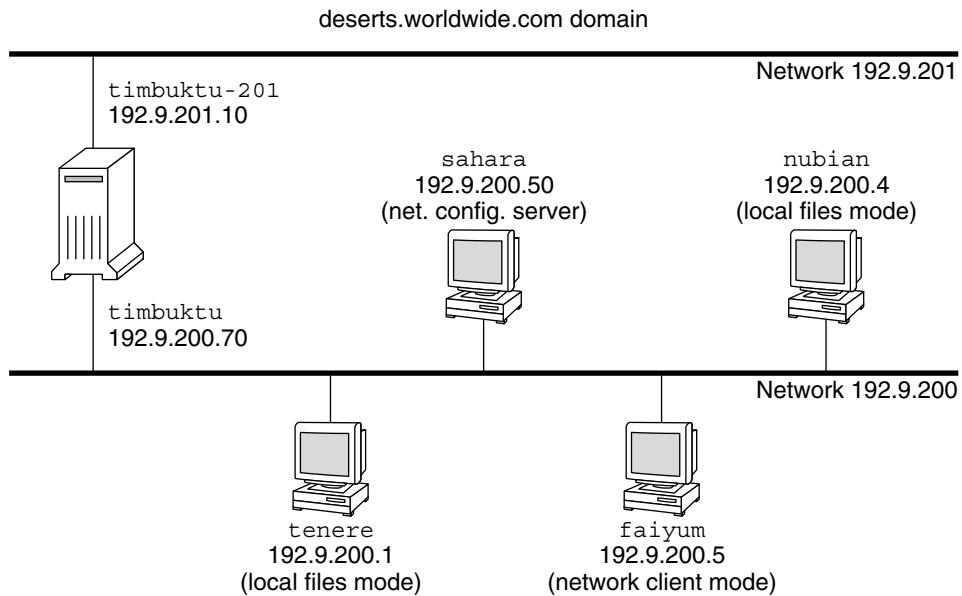 deserts.worldwide.com domain
Network 192.9.201
timbuktu-201
192.9.201.10
sahara
192.9.200.50
(net. config. server)
nubian
192.9.200.4
(local files mode)
timbuktu
192.9.200.70
Network 192.9.200
tenere
192.9.200.1
(local files mode)
faiyum
192.9.200.5
(network client mode)